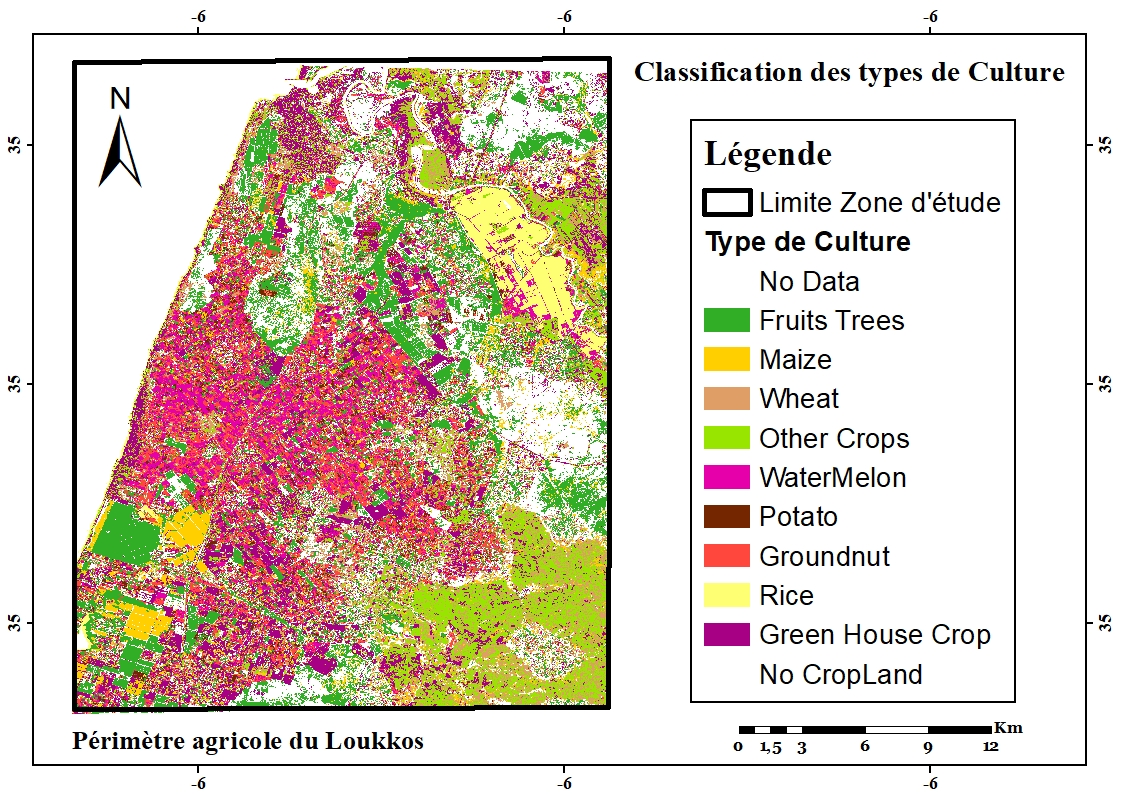 -6 -6 -6
Classification des types de Culture
N
35 35
Légende
Limite Zone d'étude
Type de Culture
No Data
Fruits Trees
Maize
35 35
Wheat
Other Crops
WaterMelon
Potato
Groundnut
Rice
35 35
Green House Crop
No CropLand
Km
0 1,5 3 6 9 12
Périmètre agricole du Loukkos
-6 -6 -6